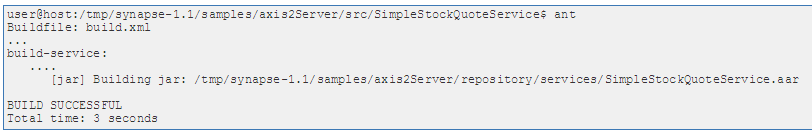 user@host:/tmp/synapse-1.1/samples/axis2Server/src/SimpleStockQuoteService$ ant
Buildfile: build.xml
...
build-service:
....
[jar] Building jar: /tmp/synapse-1.1/samples/axis2Server/repository/services/SimpleStockQuoteService.aar
BUILD SUCCESSFUL
Total time: 3 seconds